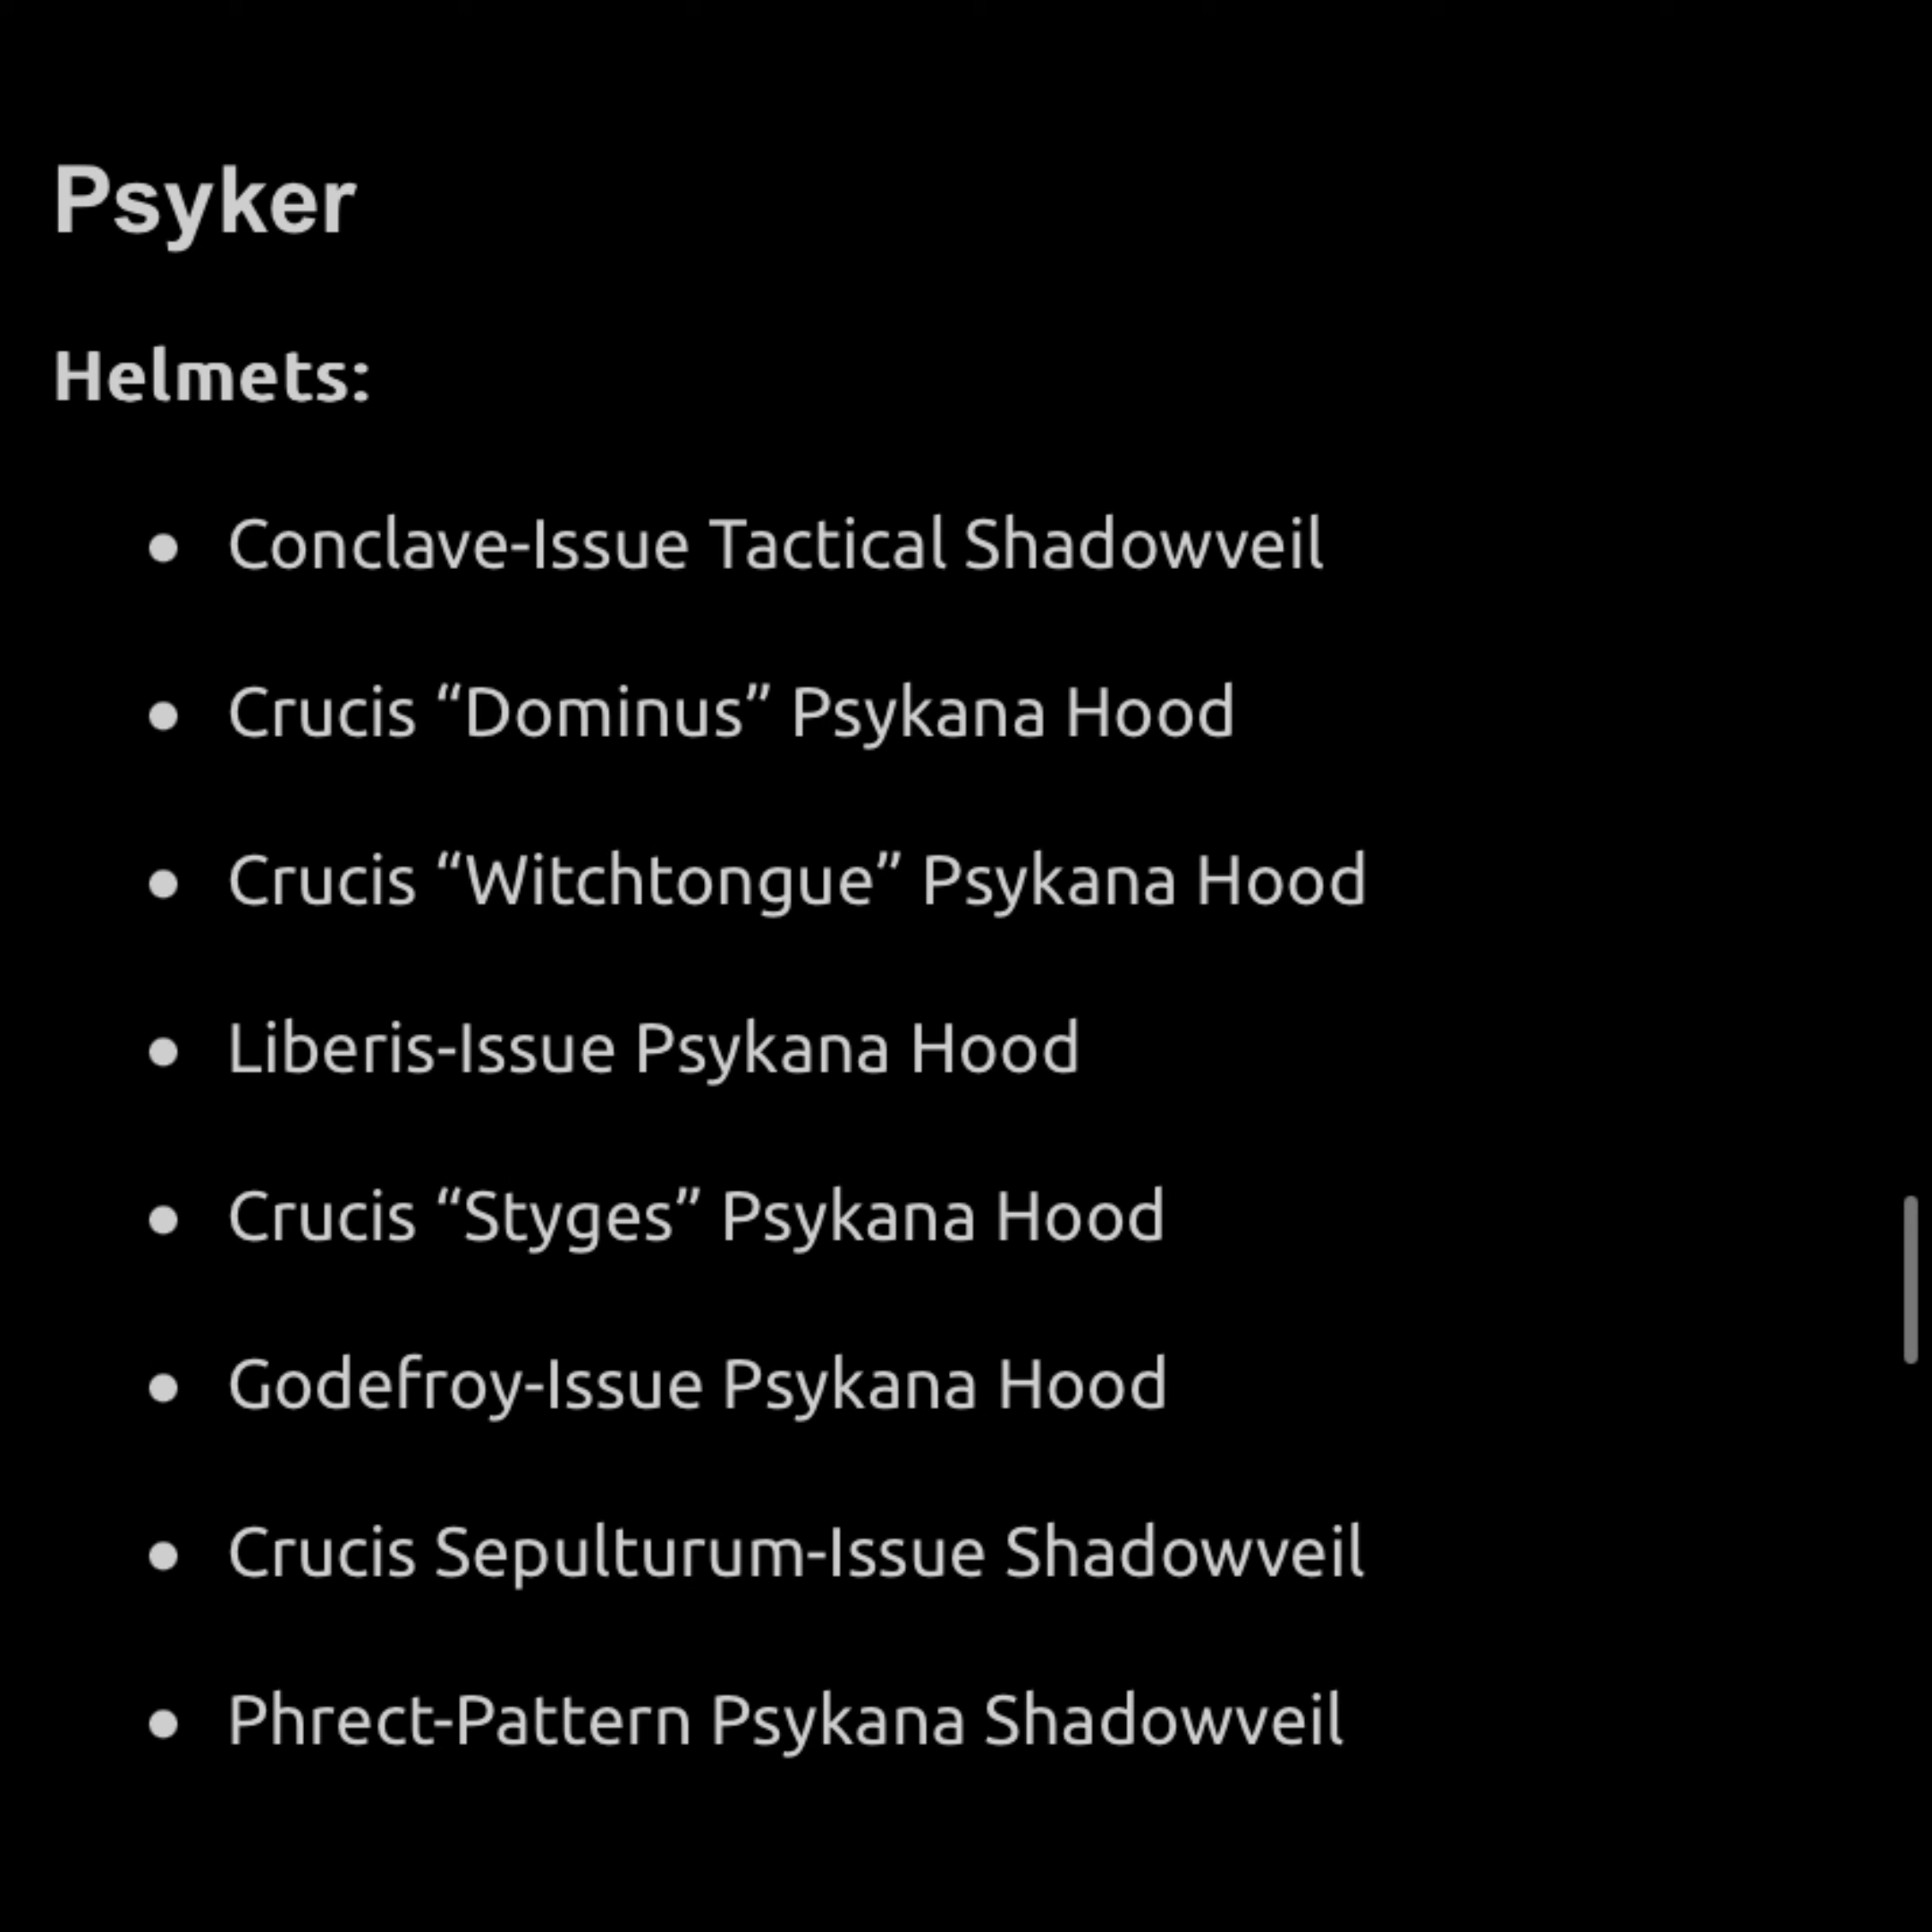 Psyker
Helmets:
Conclave-Issue Tactical Shadowveil
Crucis “Dominus” Psykana Hood
Crucis “Witchtongue” Psykana Hood
Liberis-Issue Psykana Hood
Crucis “Styges” Psykana Hood
Godefroy-Issue Psykana Hood
Crucis Sepulturum-Issue Shadowveil
Phrect-Pattern Psykana Shadowveil